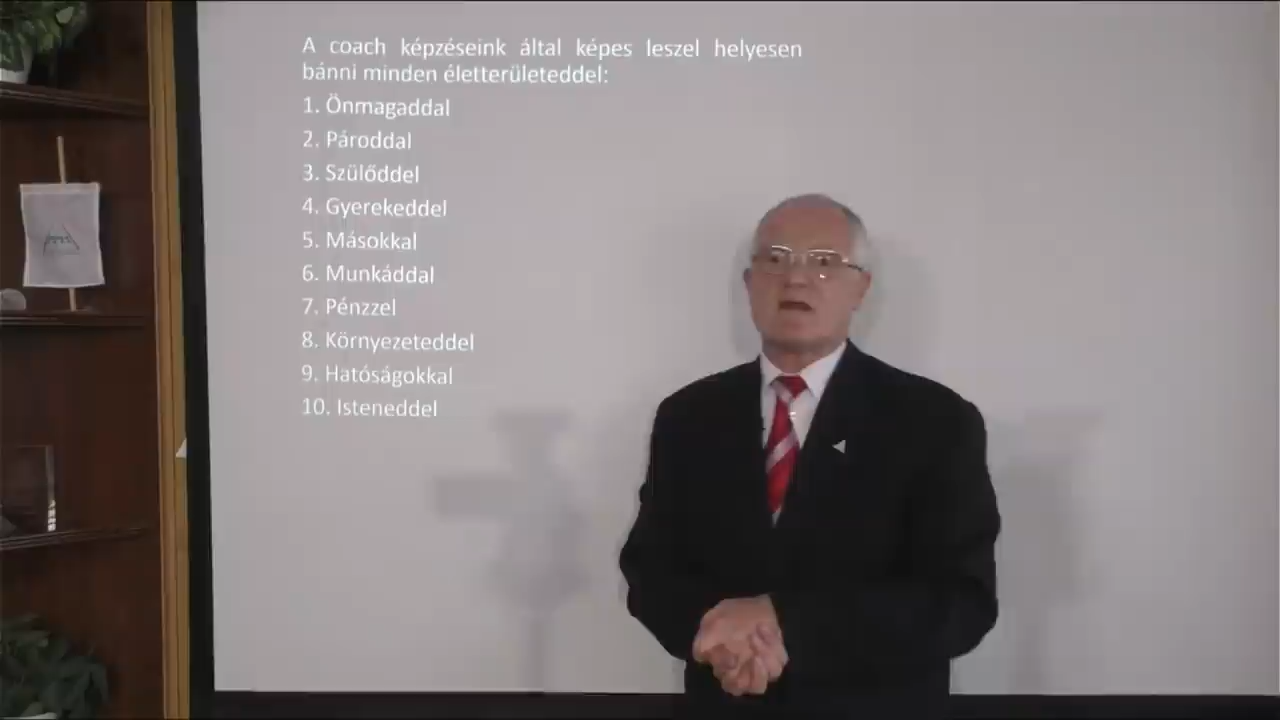 A coach képzéseink által képes leszel helyesen
bánni minden életterületeddel:
1. Önmagaddal
2. Pároddal
3. Szülőddel
4. Gyerekeddel
5. Másokkal
6. Munkáddal
7. Pénzzel
8. Környezeteddel
9. Hatóságokkal
10. Isteneddel